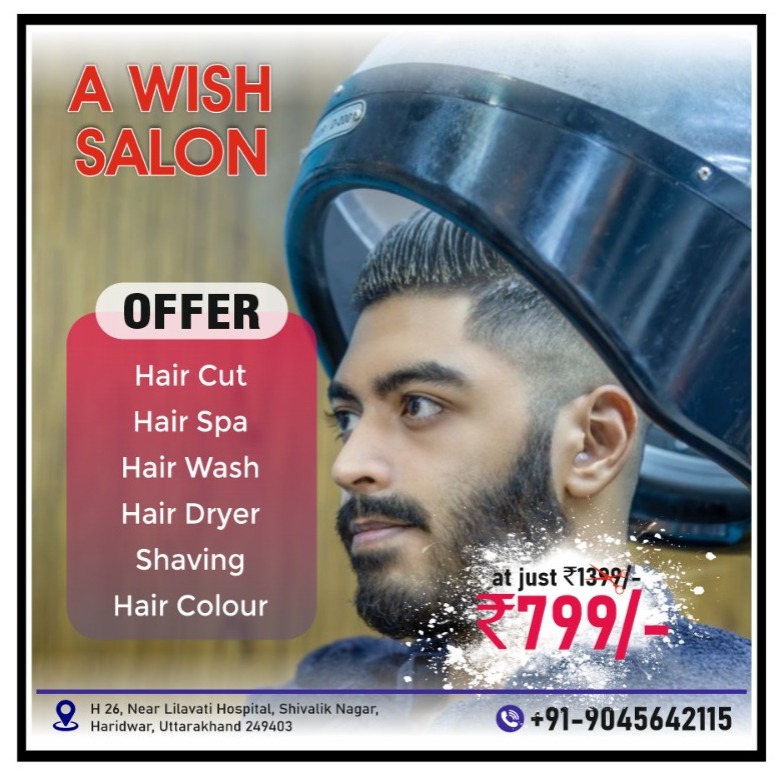 A WISH
SALON
OFFER
Hair Cut
Hair Spa
Hair Wash
Hair Dryer
Shaving
Hair Colour
at just ₹1399/-
₹799/-
H 26, Near Lilavati Hospital, Shivalik Nagar,
Haridwar, Uttarakhand 249403
+91-9045642115